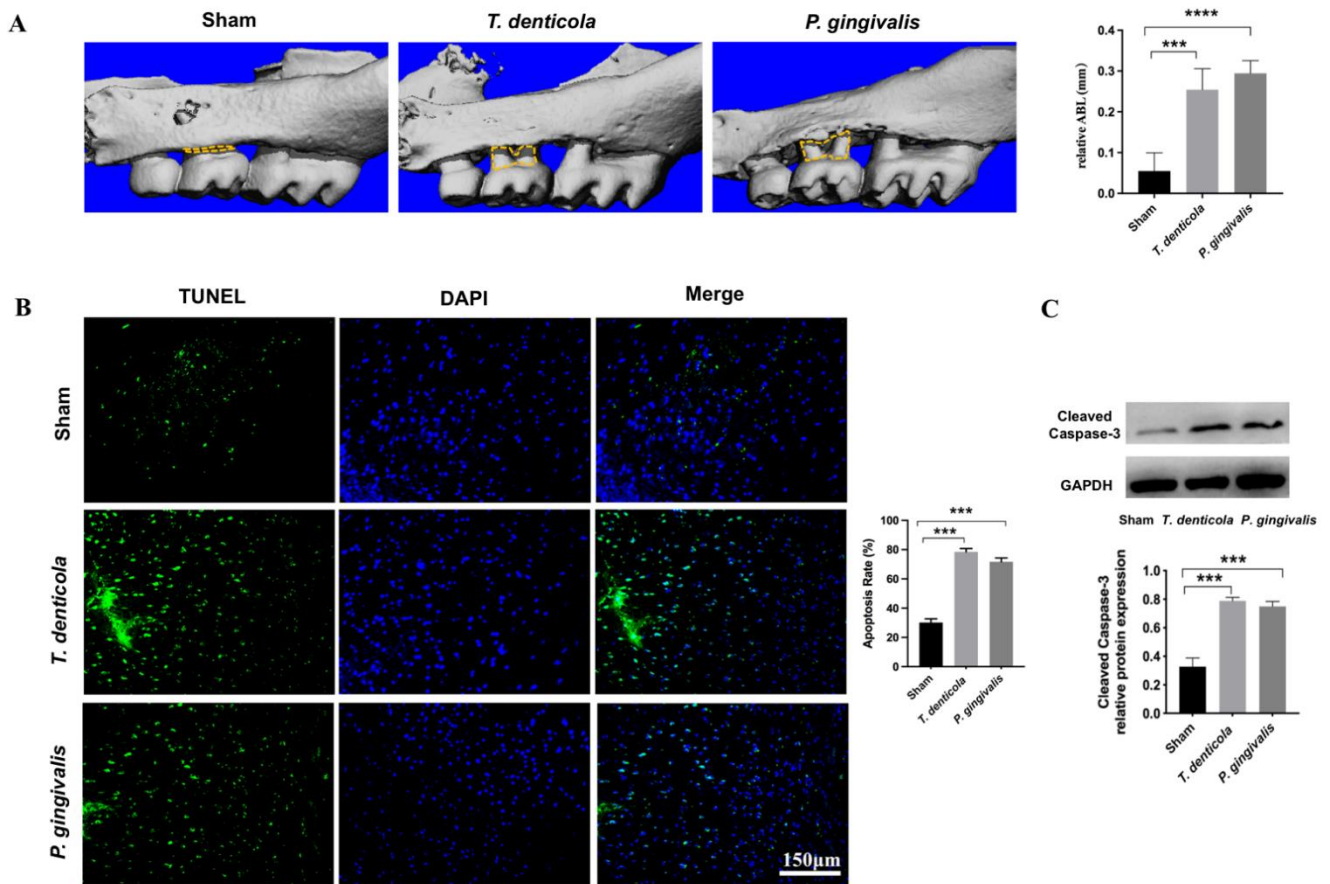 A
Sham
T. denticola
P. gingivalis
relative ABL (mm)
0.4
0.3
0.2
0.1
0.0
***
****
Sham
T. denticola
P. gingivalis
B
TUNEL
DAPI
Merge
Sham
T. denticola
P. gingivalis
150μm
Apoptosis Rate (%)
100
80
60
40
20
0
***
***
Sham
T. denticola
P. gingivalis
C
Cleaved
Caspase-3
GAPDH
Sham T. denticola P. gingivalis
Cleaved Caspase-3
relative protein expression
1.0
0.8
0.6
0.4
0.2
0.0
***
***
Sham
T. denticola
P. gingivalis